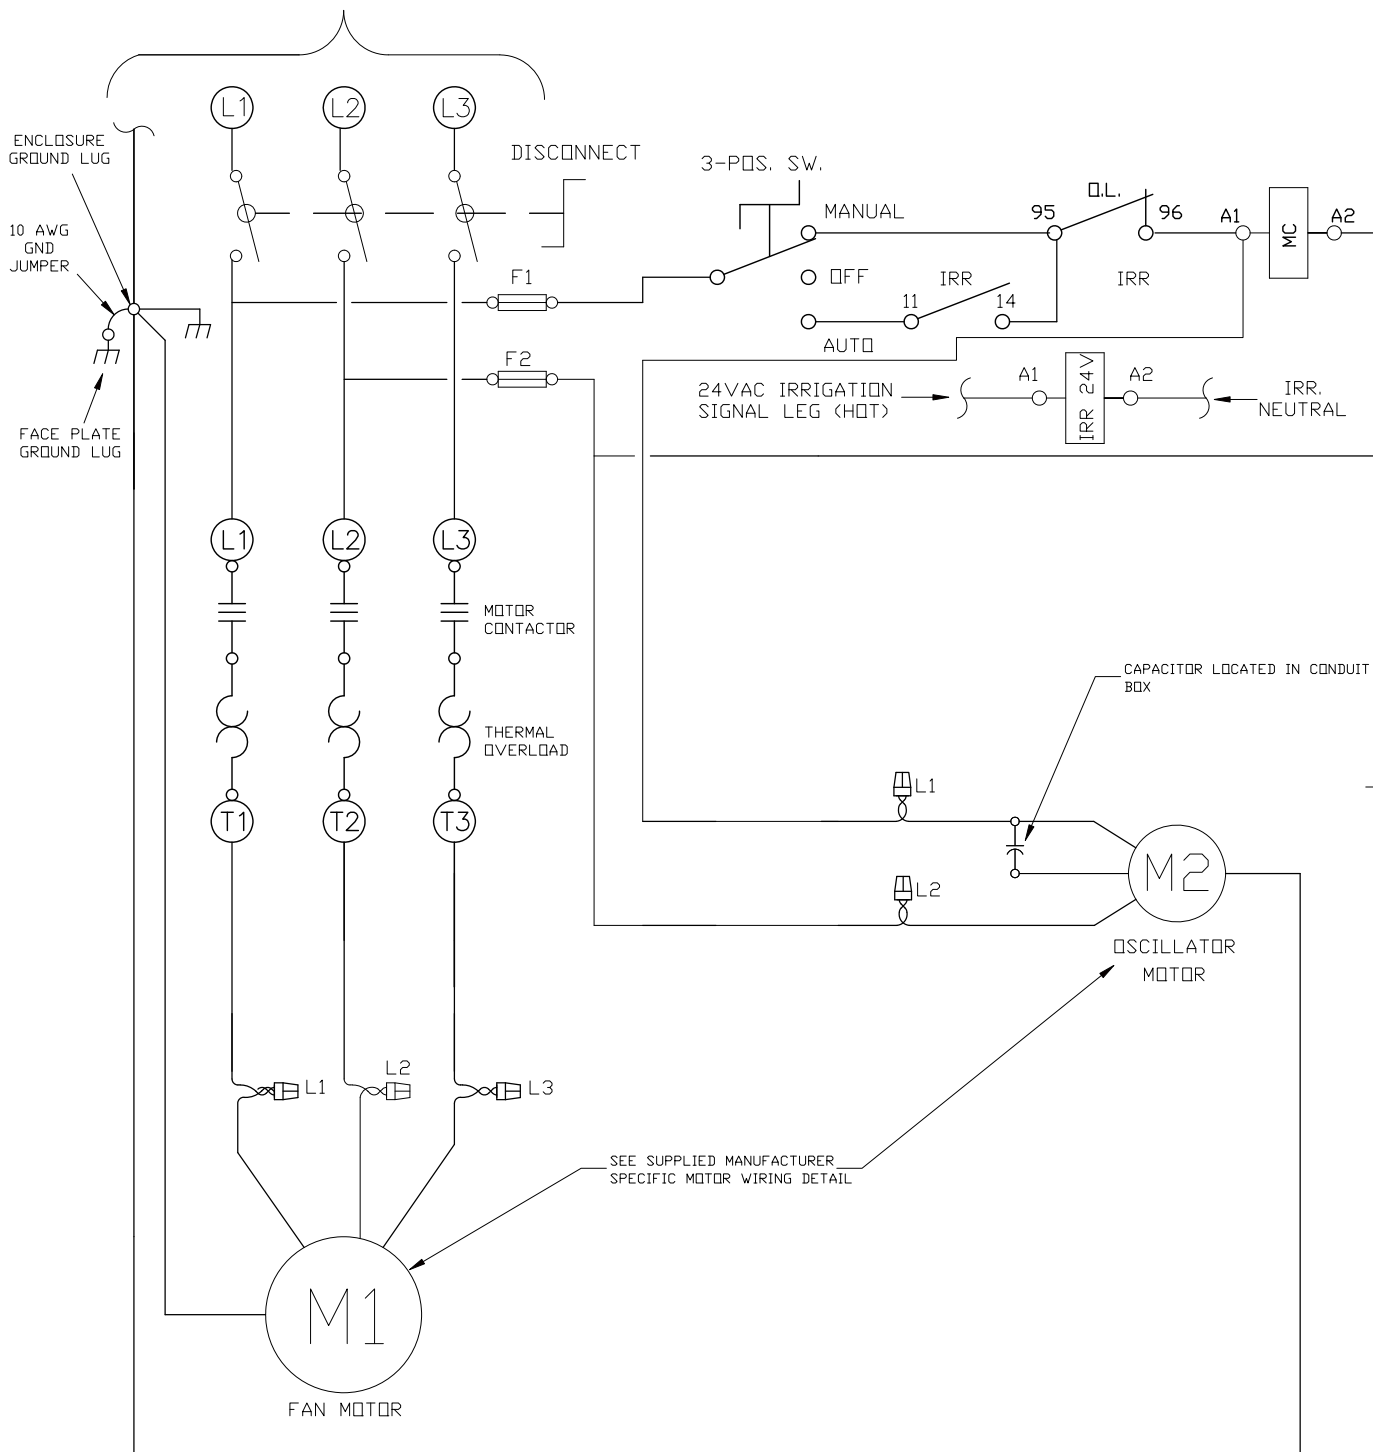 L1 L2 L3
ENCLOSURE
GROUND LUG
DISCONNECT
3-POS. SW.
O.L.
MANUAL
95
96
A1
MC
A2
10 AWG
GND
JUMPER
F1
OFF
IRR
IRR
11
14
AUTO
F2
24VAC IRRIGATION
SIGNAL LEG (HOT)
A1
IRR 24V
A2
IRR.
NEUTRAL
FACE PLATE
GROUND LUG
L1 L2 L3
MOTOR
CONTACTOR
CAPACITOR LOCATED IN CONDUIT
BOX
THERMAL
OVERLOAD
T1 T2 T3
L1
M2
L2
OSCILLATOR
MOTOR
L1
L2
L3
SEE SUPPLIED MANUFACTURER
SPECIFIC MOTOR WIRING DETAIL
M1
FAN MOTOR